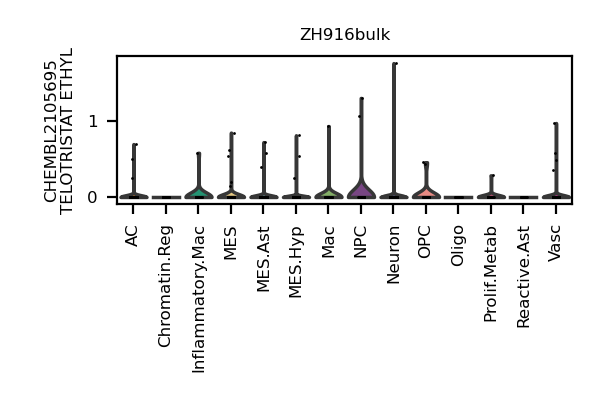 ZH916bulk
CHEMBL2105695
TELOTRISTAT ETHYL
1
0
AC
Chromatin.Reg
Inflammatory.Mac
MES
MES.Ast
MES.Hyp
Mac
NPC
Neuron
OPC
Oligo
Prolif.Metab
Reactive.Ast
Vasc